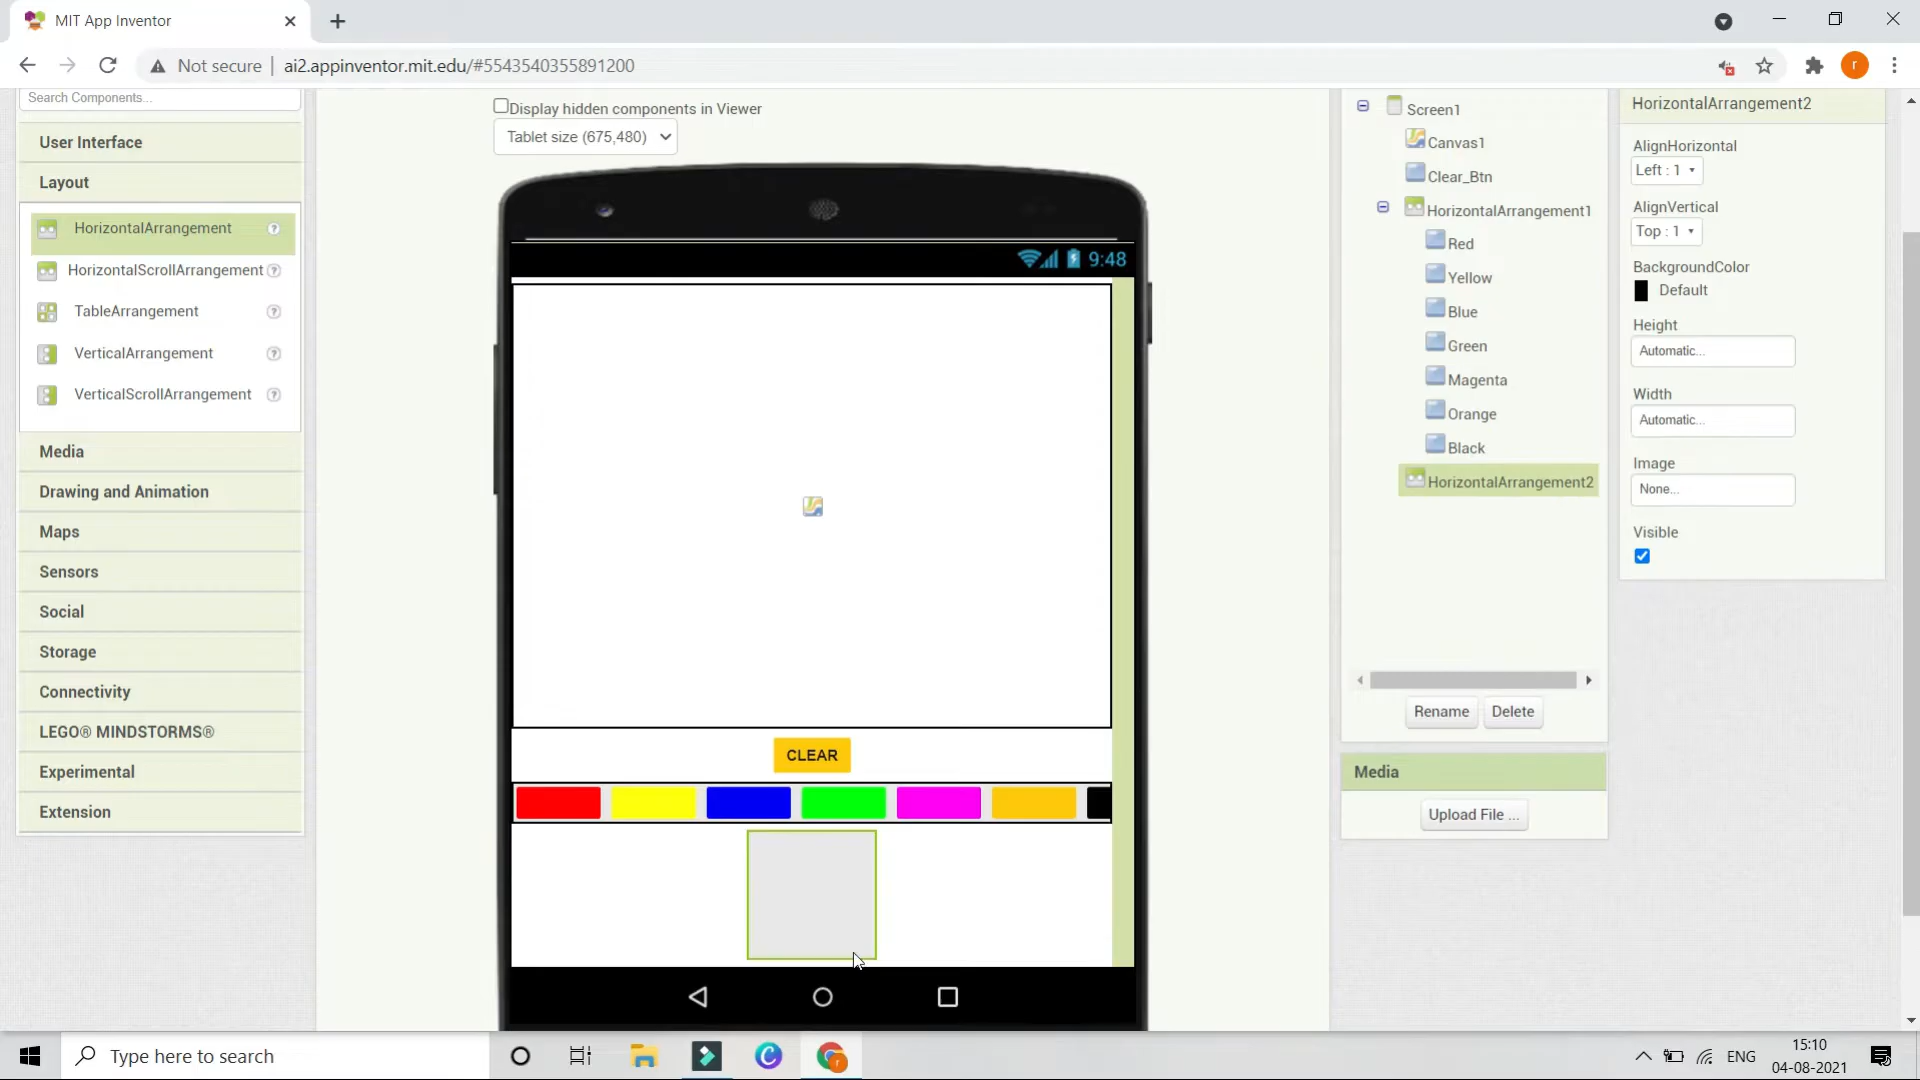 MIT App Inventor
Not secure
ai2.appinventor.mit.edu/#5543540355891200
r
Search Components...
User Interface
Layout
HorizontalArrangement
HorizontalScrollArrangement
TableArrangement
VerticalArrangement
VerticalScrollArrangement
Media
Drawing and Animation
Maps
Sensors
Social
Storage
Connectivity
LEGO® MINDSTORMS®
Experimental
Extension
Display hidden components in Viewer
Tablet size (675,480)
9:48
CLEAR
Screen1
Canvas1
Clear_Btn
HorizontalArrangement1
Red
Yellow
Blue
Green
Magenta
Orange
Black
HorizontalArrangement2
Rename
Delete
Media
Upload File ...
HorizontalArrangement2
AlignHorizontal
Left : 1
AlignVertical
Top : 1
BackgroundColor
Default
Height
Automatic...
Width
Automatic...
Image
None...
Visible
Type here to search
ENG
15:10
04-08-2021